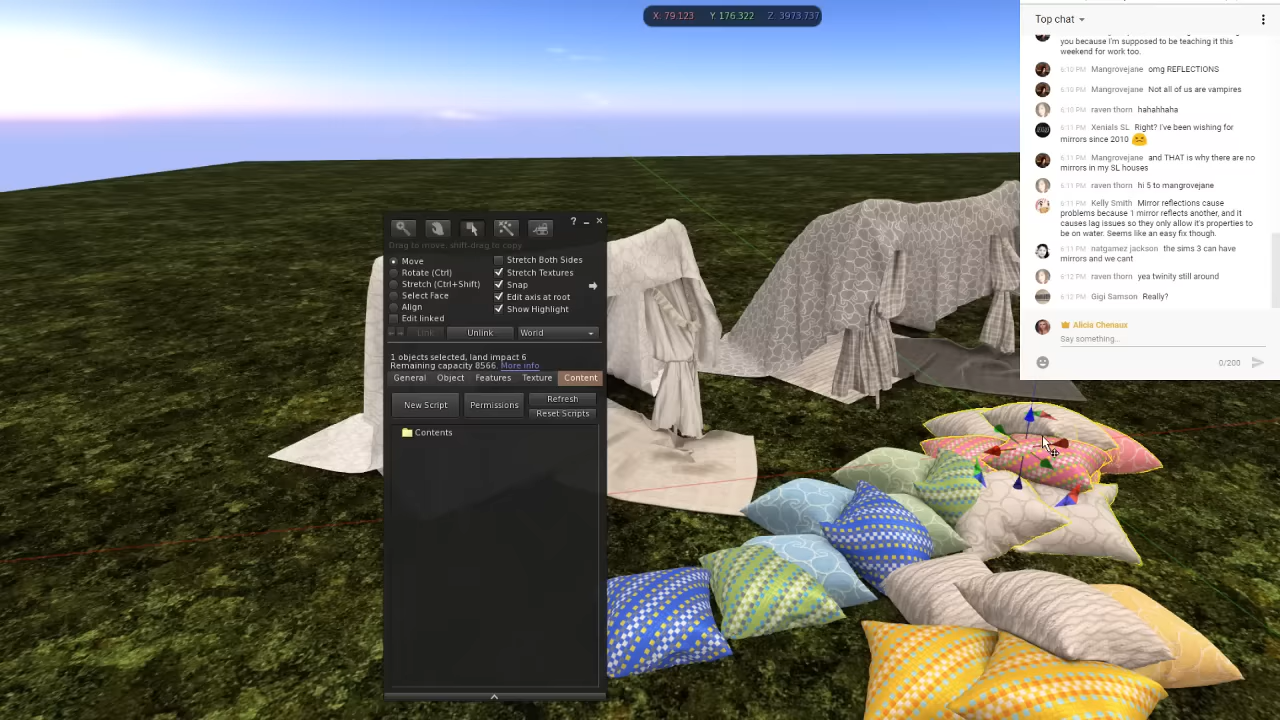 X: 79.123 Y: 176.322 Z: 3973.737
Top chat
you because I'm supposed to be teaching it this
weekend for work too.
6:10 PM Mangrovejane omg REFLECTIONS
6:10 PM Mangrovejane Not all of us are vampires
6:10 PM raven thorn hahahhaha
6:11 PM Xenials SL Right? I've been wishing for
mirrors since 2010
6:11 PM Mangrovejane and THAT is why there are no
mirrors in my SL houses
6:11 PM raven thorn hi 5 to mangrovejane
6:11 PM Kelly Smith Mirror reflections cause
problems because 1 mirror reflects another, and it
causes lag issues so they only allow it's properties to
be on water. Seems like an easy fix though.
6:11 PM natgamez jackson the sims 3 can have
mirrors and we cant
6:12 PM raven thorn yea twinity still around
6:12 PM Gigi Samson Really?
Alicia Chenaux
Say something...
0/200
? _ ×
Drag to move, shift-drag to copy
Move
Rotate (Ctrl)
Stretch (Ctrl+Shift)
Select Face
Align
Edit linked
Stretch Both Sides
Stretch Textures
Snap
Edit axis at root
Show Highlight
Link Unlink World
1 objects selected, land impact 6
Remaining capacity 8566. More info
General Object Features Texture Content
New Script Permissions Refresh
Reset Scripts
Contents